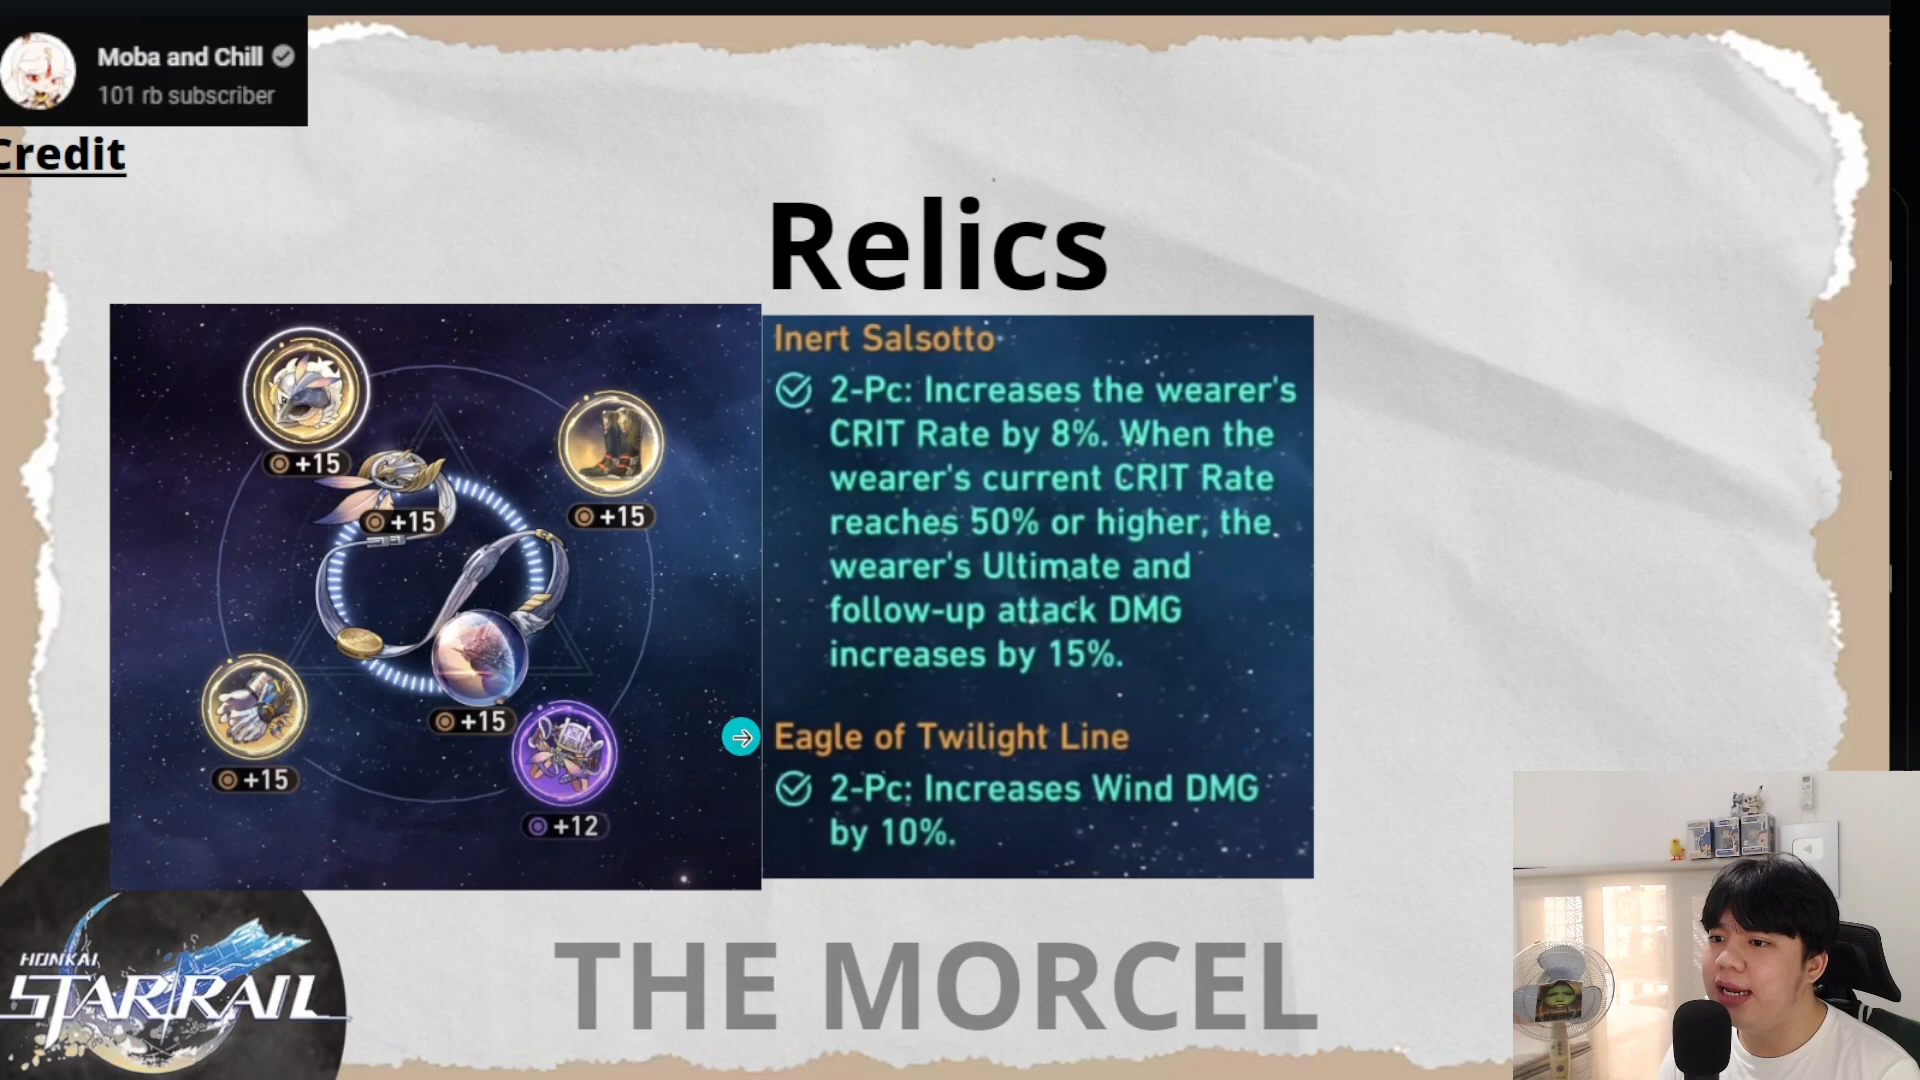 Moba and Chill
101 rb subscriber
Credit
Relics
+15
+15
+15
+15
+15
+12
Inert Salsotto
2-Pc: Increases the wearer's
CRIT Rate by 8%. When the
wearer's current CRIT Rate
reaches 50% or higher, the
wearer's Ultimate and
follow-up attack DMG
increases by 15%.
Eagle of Twilight Line
2-Pc: Increases Wind DMG
by 10%.
HONKAI
STAR RAIL
THE MORCEL